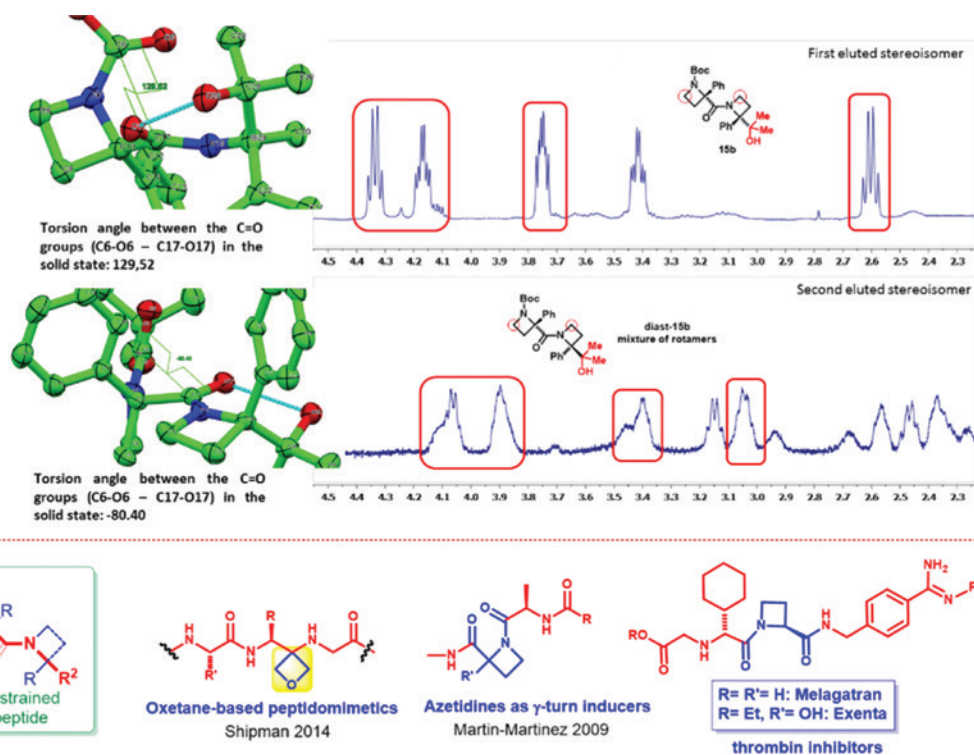 128.62
Torsion angle between the C=O
groups (C6-O6 – C17-O17) in the
solid state: 129,52
First eluted stereoisomer
Boc
N
Ph
O
N
Ph
Me
Me
OH
15b
4.5 4.4 4.3 4.2 4.1 4.0 3.9 3.8 3.7 3.6 3.5 3.4 3.3 3.2 3.1 3.0 2.9 2.8 2.7 2.6 2.5 2.4 2.3
Second eluted stereoisomer
Boc
N
Ph
O
N
Ph
Me
Me
OH
diast-15b
mixture of rotamers
4.5 4.4 4.3 4.2 4.1 4.0 3.9 3.8 3.7 3.6 3.5 3.4 3.3 3.2 3.1 3.0 2.9 2.8 2.7 2.6 2.5 2.4 2.3
-80.40
Torsion angle between the C=O
groups (C6-O6 – C17-O17) in the
solid state: -80.40
R
N
R
R²
strained
peptide
N
H
O
R'
N
H
R
H
N
O
O
Oxetane-based peptidomimetics
Shipman 2014
O
O
N
H
R
O
N
N
H
R'
Azetidines as γ-turn inducers
Martin-Martinez 2009
RO
O
N
H
O
N
O
H
N
NH₂
N
R= R'= H: Melagatran
R= Et, R'= OH: Exenta
thrombin inhibitors